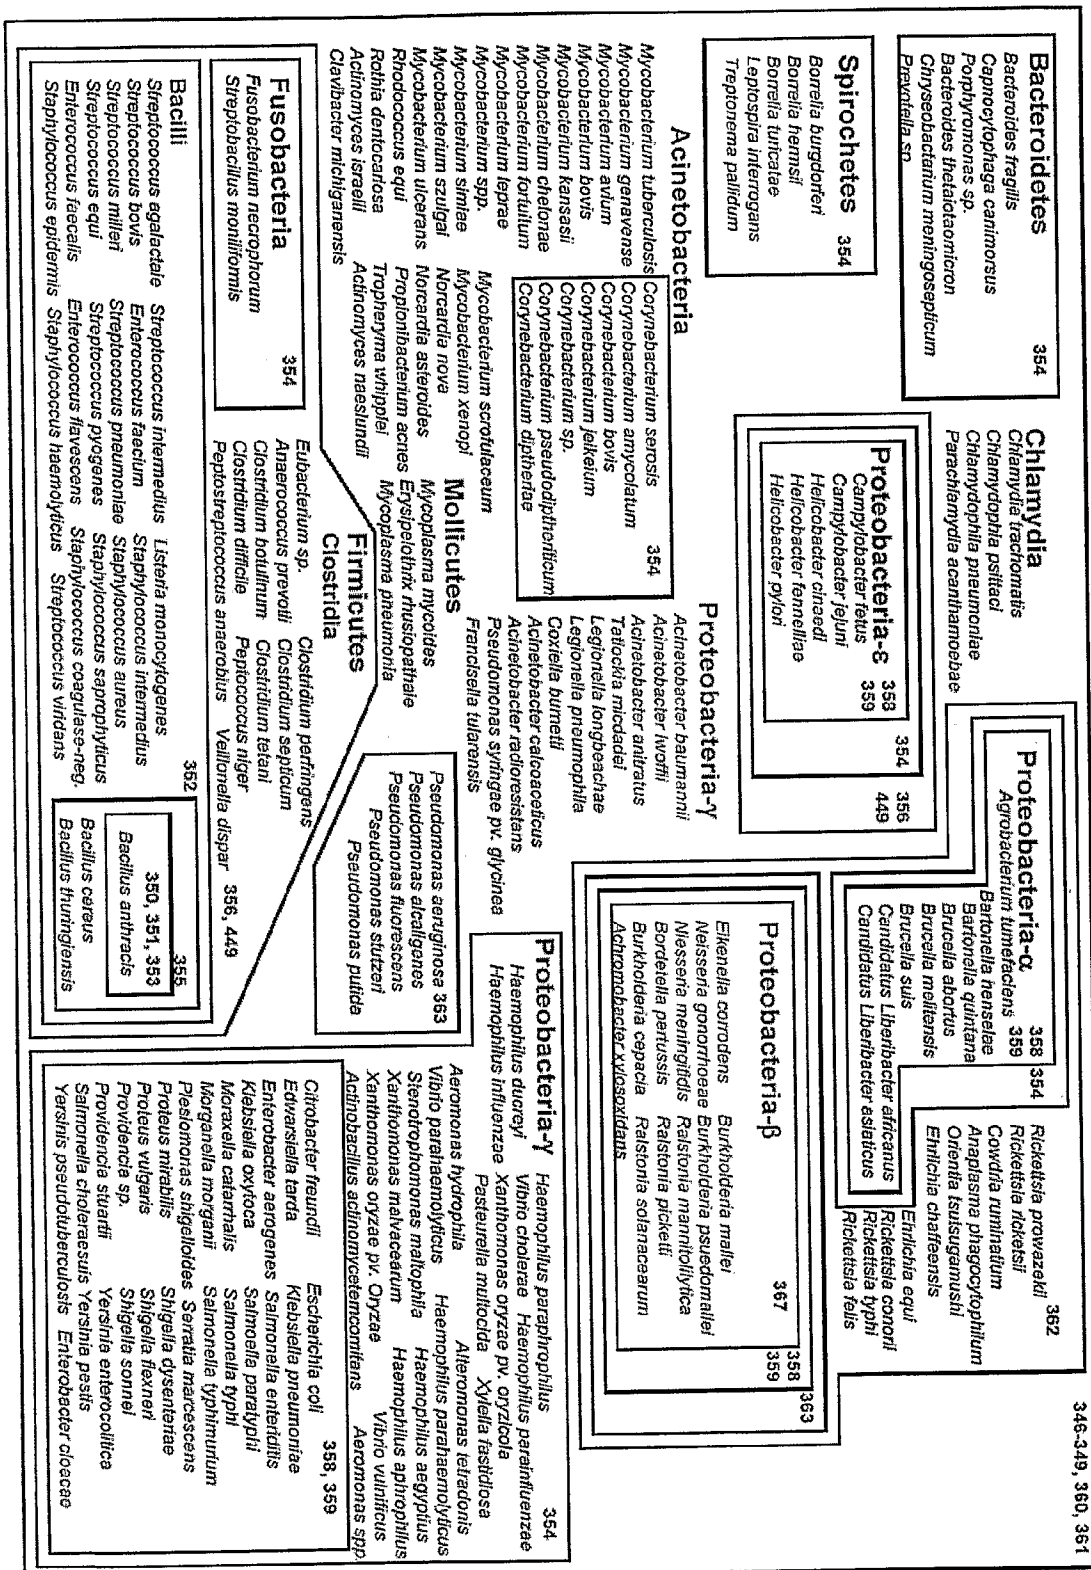 346-349, 360, 361
Bacteroidetes
354
Bacteroides fragilis
Capnocytophaga canimorsus
Popphyromonas sp.
Bacteroides thetaiotaomicron
Chryseobactarium meningosepticum
Prevotella sp
Spirochetes
354
Borrelia burgdorferi
Borrelia hermsii
Borrelia turicatae
Leptospira interrogans
Treptonema pallidum
Chlamydia
Chlamydia trachomatis
Chlamydophila psittaci
Chlamydophila pneumoniae
Parachlamydia acanthamoebae
Proteobacteria-ε
353
359
354
356
449
Campylobacter fetus
Campylobacter jejuni
Helicobacter cinaedi
Helicobacter fennelliae
Helicobacter pylori
Proteobacteria-α
358
359
354
Agrobacterium tumefaciens
Bartonella henselae
Bartonella quintana
Brucella abortus
Brucella melitensis
Brucella suis
Candidatus Liberibacter africanus
Candidatus Liberibacter asiaticus
Rickettsia prowazekii
362
Rickettsia ricketsii
Cowdria ruminatium
Anaplasma phagocytophilum
Orientia tsutsugamushi
Ehrlichia chaffeensis
Ehrlichia equi
Rickettsia conorii
Rickettsia typhi
Rickettsia felis
Acinetobacteria
Mycobacterium tuberculosis
Mycobacterium genavense
Mycobacterium avium
Mycobacterium bovis
Mycobacterium kansasii
Mycobacterium chelonae
Mycobacterium fortuitum
Mycobacterium leprae
Mycobacterium spp.
Mycobacterium simiae
Mycobacterium szulgai
Mycobacterium ulcerans
Rhodococcus equi
Rothia dentocariosa
Actinomyces israelii
Clavibacter michiganensis
Corynebacterium serosis
354
Corynebacterium amycolatum
Corynebacterium bovis
Corynebacterium jeikeium
Corynebacterium sp.
Corynebacterium pseudodiptheriticum
Corynebacterium diptheriae
Mycobacterium scrofulaceum
Mycobacterium xenopi
Norcardia nova
Norcardia asteroides
Proplonibacterium acnes
Tropheryma whipplei
Actinomyces naeslundii
Mollicutes
Mycoplasma mycoites
Erysipelothrix rhusiopathaie
Mycoplasma pneumonia
Proteobacteria-γ
Acinetobacter baumannii
Acinetobacter lwoffii
Acinetobacter anitratus
Tatlockia micdadei
Legionella longbeachae
Legionella pneumophila
Coxiella burnetii
Acinetobacter calcoaceticus
Acinetobacter radioresistans
Pseudomonas syringae pv. glycinea
Francisella tularensis
Pseudomonas aeruginosa 363
Pseudomonas alcaligenes
Pseudomonas fluorescens
Pseudomonas stutzeri
Pseudomonas putida
Proteobacteria-β
367
358
359
363
Eikenella corrodens
Neisseria gonorrhoeae
Niesseria meningitidis
Bordetella pertussis
Burkholderia cepacia
Achromobacter xylosoxidans
Burkholderia mallei
Burkholderia psuedomallei
Ralstonia mannitolilytica
Ralstonia picketti
Ralstonia solanacearum
Proteobacteria-γ
354
Haemophilus ducreyi
Haemophilus influenzae
Haemophilus paraphrophilus
Vibrio cholerae
Haemophilus parainfluenzae
Xanthomonas oryzae pv. oryzicola
Pasteurella multocida
Xylella fastidiosa
Aeromonas hydrophila
Alteromonas tetradonis
Vibrio parahaemolyticus
Haemophilus parahaemolyticus
Stenotrophomonas maltophila
Haemophilus aegyptius
Xanthomonas malvacearum
Haemophilus aphrophilus
Xanthomonas oryzae pv. Oryzae
Vibrio vulnificus
Actinobacillus actinomycetemcomitans
Aeromonas spp.
358, 359
Citrobacter freundii
Edwarsiella tarda
Enterobacter aerogenes
Klebsiella oxytoca
Moraxella catarrhalis
Morganella morganii
Plesiomonas shigelloides
Proteus mirabilis
Proteus vulgaris
Providencia sp.
Providencia stuartii
Salmonella choleraesuis
Yersinis pseudotuberculosis
Escherichia coli
Klebsiella pneumoniae
Salmonella enteriditis
Salmoella paratyphi
Salmonella typhi
Salmonella typhimurium
Serratia marcescens
Shigella dysenteriae
Shigella flexneri
Shigella sonnei
Yersinia enterocolitica
Yersinia pestis
Enterobacter cloacae
Firmicutes
Clostridia
Eubacterium sp.
Anaerococcus prevotii
Clostridium botulinum
Clostridium difficile
Peptostreptococcus anaerobius
Clostridium perfringens
Clostridium septicum
Clostridium tetani
Peptococcus niger
Veillonella dispar
356, 449
Fusobacteria
354
Fusobacterium necrophorum
Streptobacillus moniliformis
Bacilli
352
Streptococcus agalactaie
Streptococcus bovis
Streptococcus milleri
Streptococcus equi
Enterococcus faecalis
Staphylococcus epidermis
Streptococcus intermedius
Enterococcus faecium
Streptococcus pneumoniae
Streptococcus pyogenes
Enterococcus flavescens
Staphylococcus haemolyticus
Listeria monocytogenes
Staphylococcus intermedius
Staphylococcus aureus
Staphylococcus saprophyticus
Staphylococcus coagulase-neg.
Streptococcus viridans
355
350, 351, 353
Bacillus anthracis
Bacillus cereus
Bacillus thuringiensis